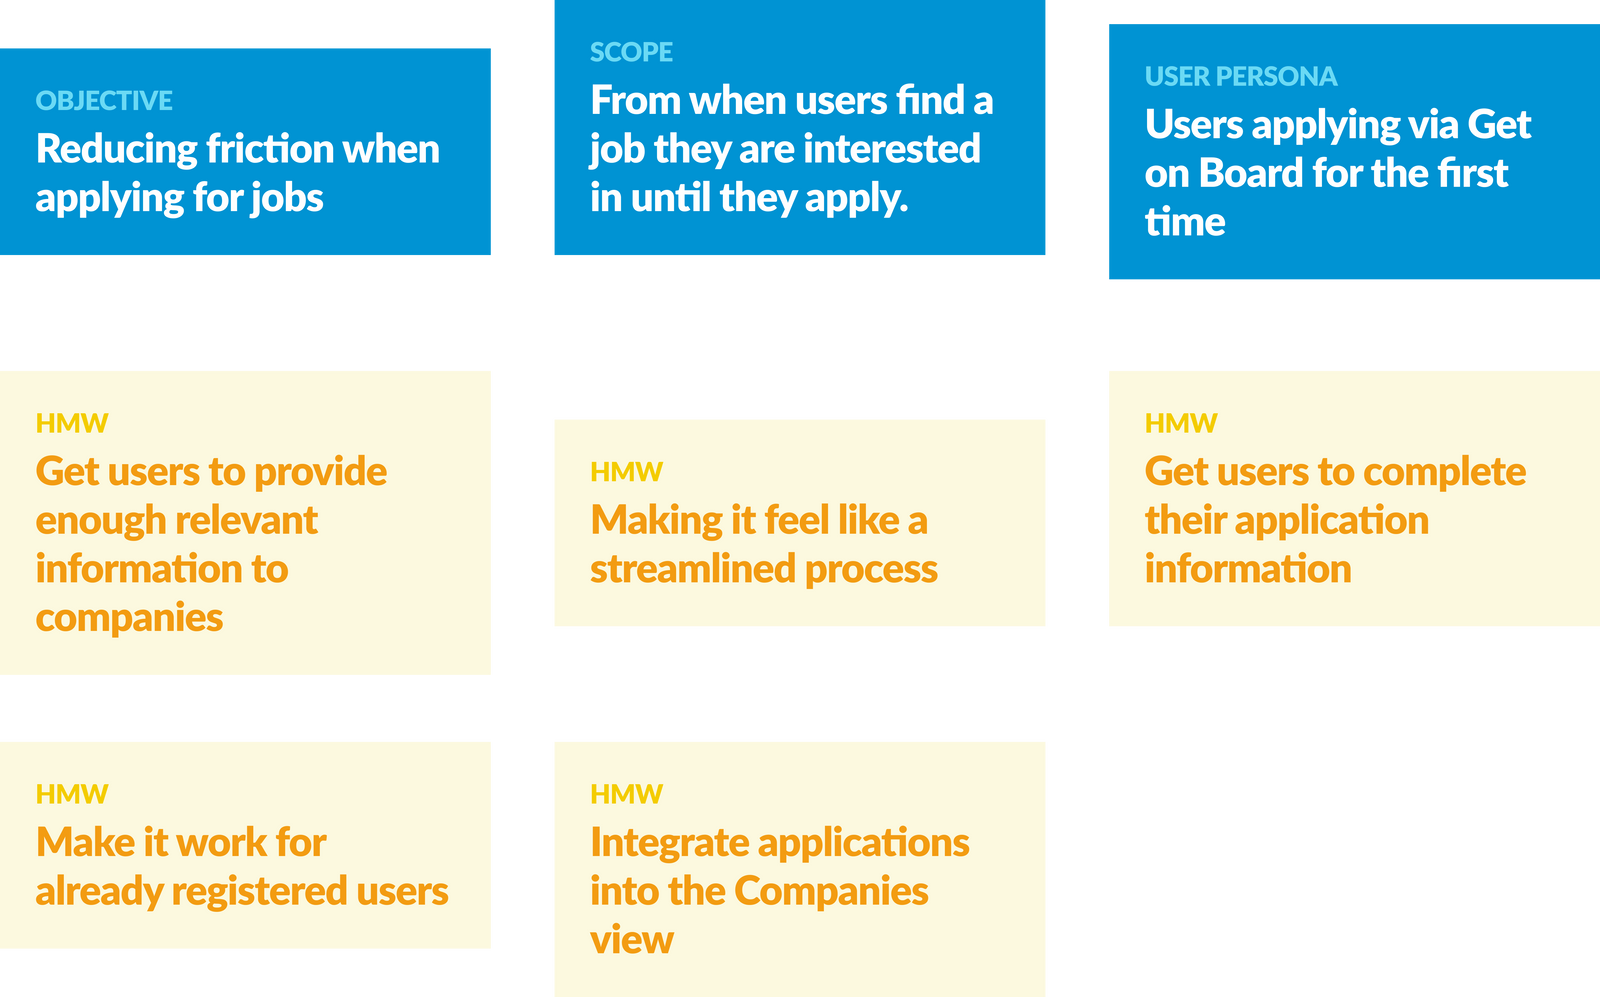 OBJECTIVE
Reducing friction when
applying for jobs
SCOPE
From when users find a
job they are interested
in until they apply.
USER PERSONA
Users applying via Get
on Board for the first
time
HMW
Get users to provide
enough relevant
information to
companies
HMW
Making it feel like a
streamlined process
HMW
Get users to complete
their application
information
HMW
Make it work for
already registered users
HMW
Integrate applications
into the Companies
view